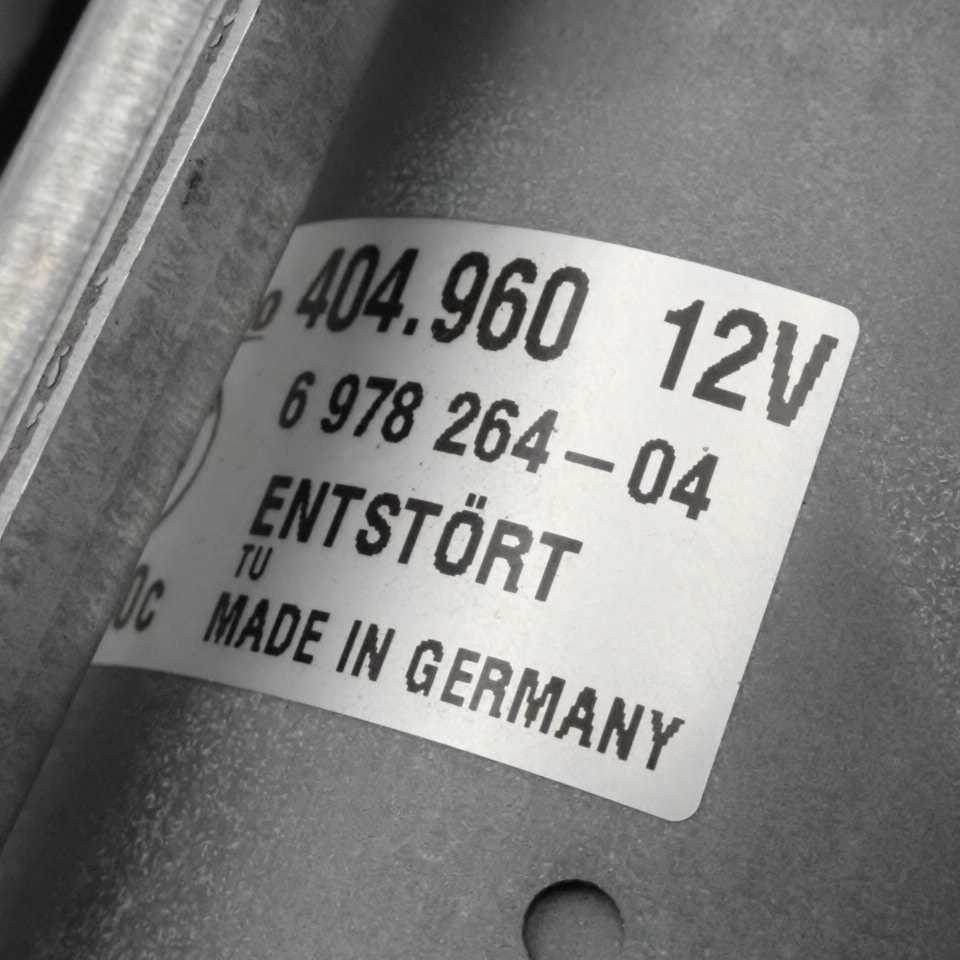 404.960 12V
6 978 264-04
ENTSTÖRT
TU
MADE IN GERMANY